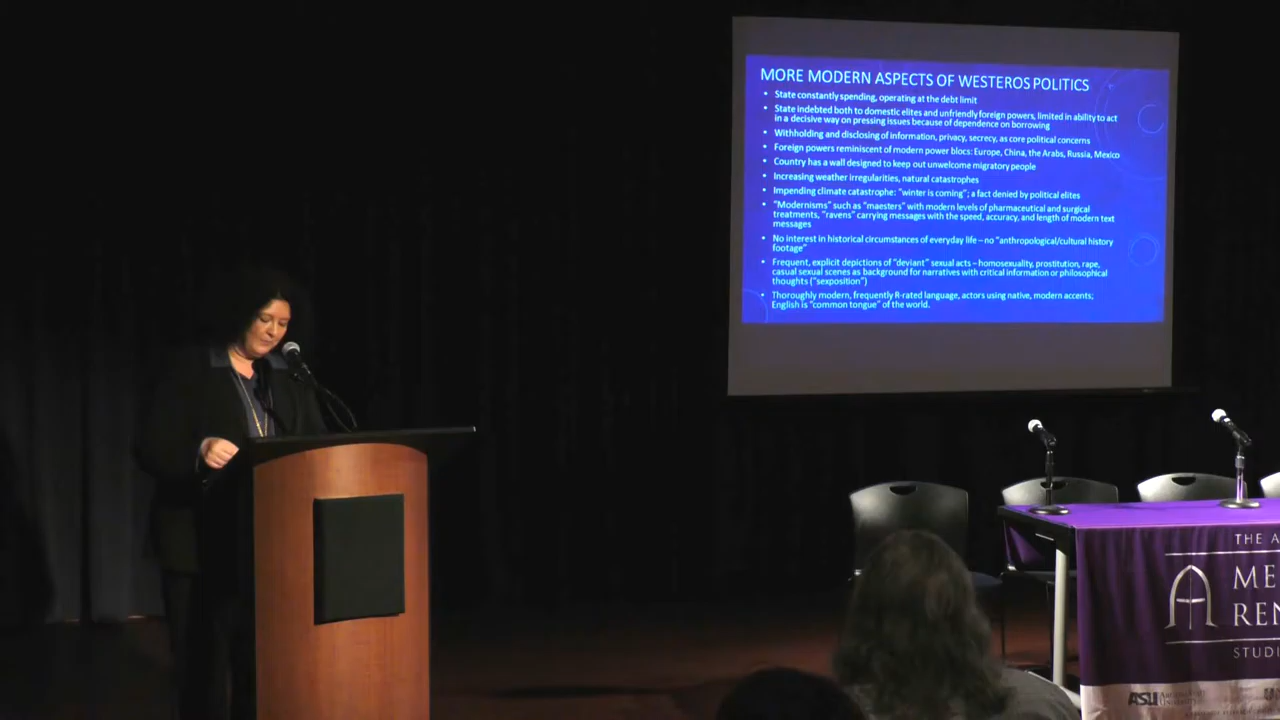 MORE MODERN ASPECTS OF WESTEROS POLITICS
• State constantly spending, operating at the debt limit
• State indebted both to domestic elites and unfriendly foreign powers, limited in ability to act
in a decisive way on pressing issues because of dependence on borrowing
• Withholding and disclosing of information, privacy, secrecy, as core political concerns
• Foreign powers reminiscent of modern power blocs: Europe, China, the Arabs, Russia, Mexico
• Country has a wall designed to keep out unwelcome migratory people
• Increasing weather irregularities, natural catastrophes
• Impending climate catastrophe: "winter is coming"; a fact denied by political elites
• "Modernisms" such as "maesters" with modern levels of pharmaceutical and surgical
treatments, "ravens" carrying messages with the speed, accuracy, and length of modern text
messages
• No interest in historical circumstances of everyday life – no "anthropological/cultural history
footage"
• Frequent, explicit depictions of "deviant" sexual acts – homosexuality, prostitution, rape,
casual sexual scenes as background for narratives with critical information or philosophical
thoughts ("sexposition")
• Thoroughly modern, frequently R-rated language, actors using native, modern accents;
English is "common tongue" of the world.
THE A
ME
REN
STUDI
ASU